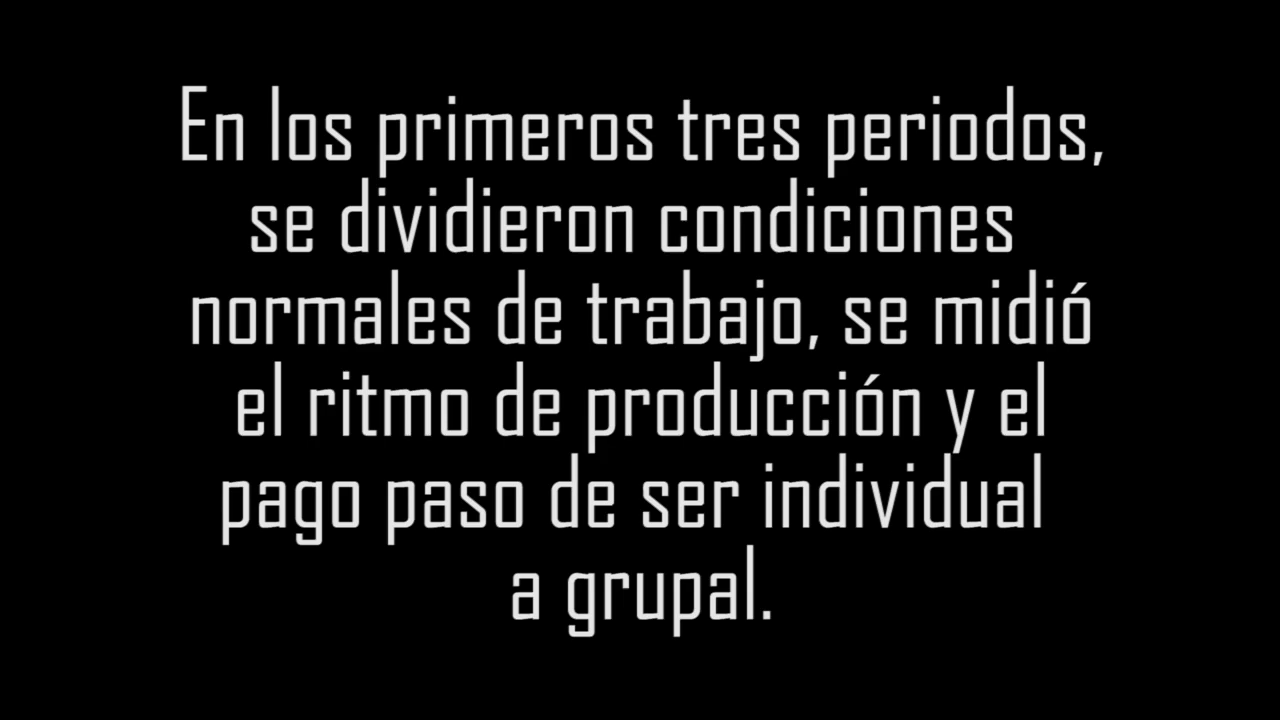 En los primeros tres periodos,
se dividieron condiciones
normales de trabajo, se midió
el ritmo de producción y el
pago paso de ser individual
a grupal.